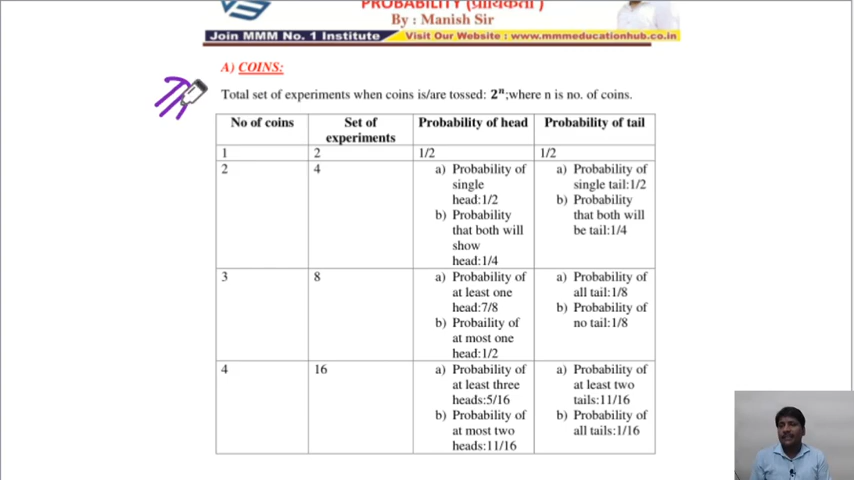 PROBABILITY (प्रायिकता)
By : Manish Sir
Join MMM No. 1 Institute Visit Our Website : www.mmmeducationhub.co.in
A) COINS:
Total set of experiments when coins is/are tossed: 2ⁿ;where n is no. of coins.
No of coins Set of experiments Probability of head Probability of tail
1 2 1/2 1/2
2 4
a) Probability of
single
head:1/2
b) Probability
that both will
show
head:1/4
a) Probability of
single tail:1/2
b) Probability
that both will
be tail:1/4
3 8
a) Probability of
at least one
head:7/8
b) Probaility of
at most one
head:1/2
a) Probability of
all tail:1/8
b) Probability of
no tail:1/8
4 16
a) Probability of
at least three
heads:5/16
b) Probability of
at most two
heads:11/16
a) Probability of
at least two
tails:11/16
b) Probability of
all tails:1/16